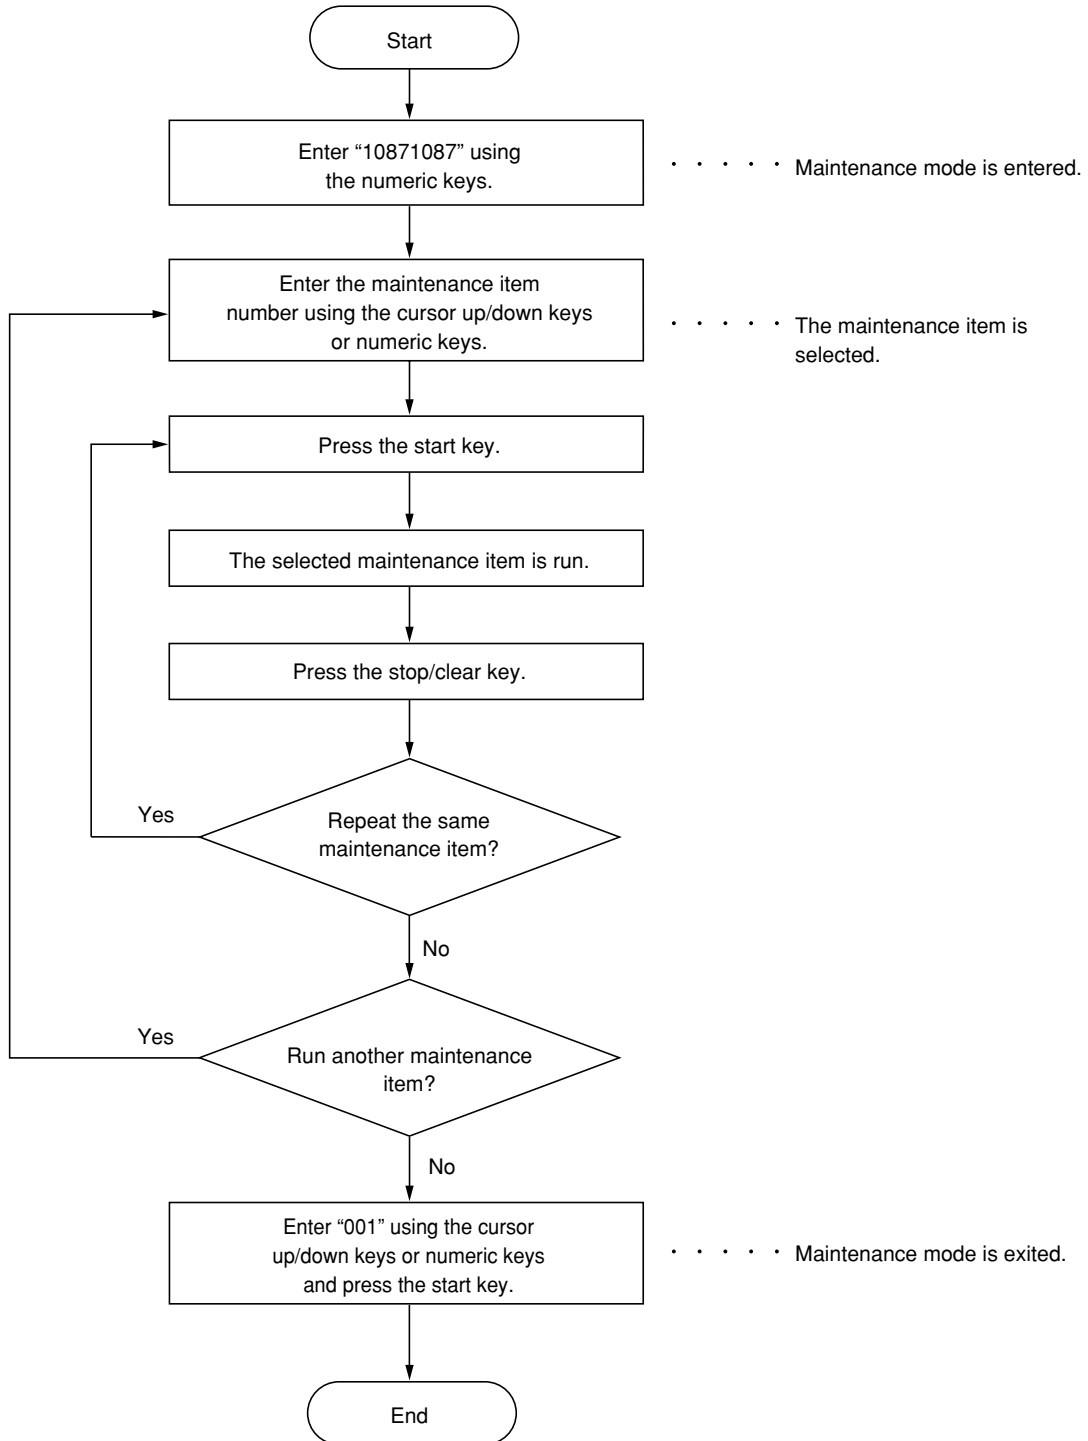 Start
Enter “10871087” using
the numeric keys.
· · · · · Maintenance mode is entered.
Enter the maintenance item
number using the cursor up/down keys
or numeric keys.
· · · · · The maintenance item is
selected.
Press the start key.
The selected maintenance item is run.
Press the stop/clear key.
Yes
Repeat the same
maintenance item?
No
Yes
Run another maintenance
item?
No
Enter “001” using the cursor
up/down keys or numeric keys
and press the start key.
· · · · · Maintenance mode is exited.
End